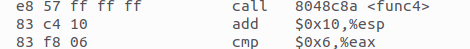 e8 57 ff ff ff call 8048c8a <func4>
83 c4 10 add $0x10,%esp
83 f8 06 cmp $0x6,%eax